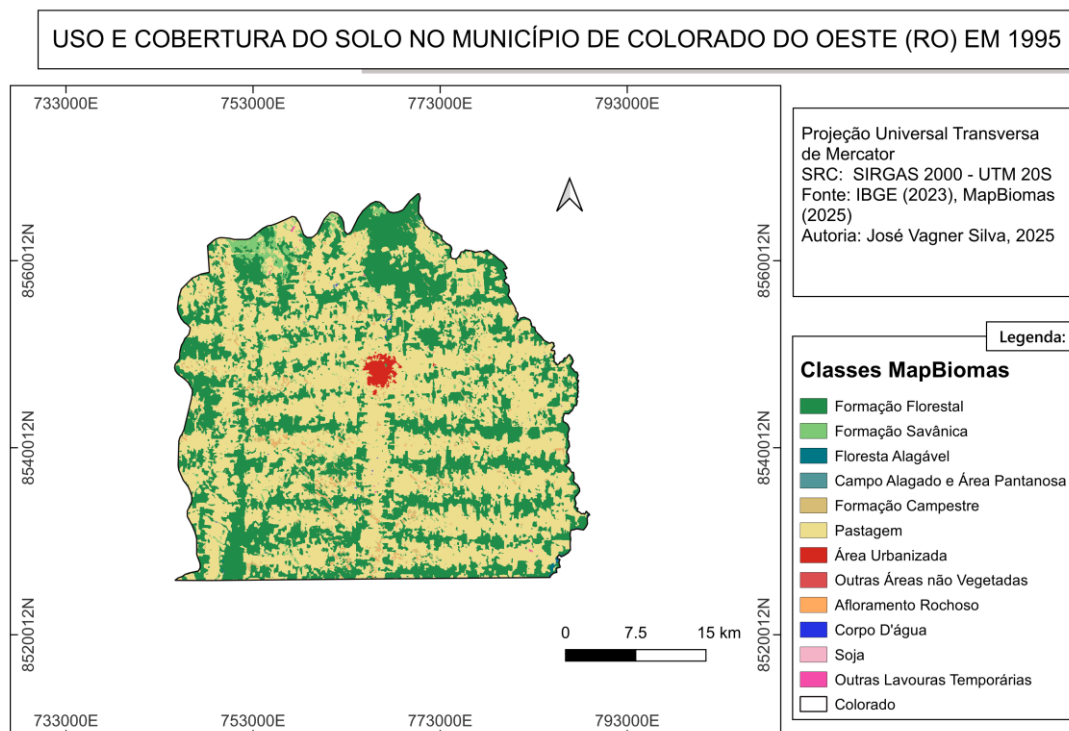 USO E COBERTURA DO SOLO NO MUNICÍPIO DE COLORADO DO OESTE (RO) EM 1995
733000E
753000E
773000E
793000E
8560012N
8560012N
8540012N
8540012N
8520012N
8520012N
0
7.5
15 km
733000E
753000E
773000E
793000E
Projeção Universal Transversa
de Mercator
SRC: SIRGAS 2000 - UTM 20S
Fonte: IBGE (2023), MapBiomas
(2025)
Autoria: José Vagner Silva, 2025
Legenda:
Classes MapBiomas
Formação Florestal
Formação Savânica
Floresta Alagável
Campo Alagado e Área Pantanosa
Formação Campestre
Pastagem
Área Urbanizada
Outras Áreas não Vegetadas
Afloramento Rochoso
Corpo D'água
Soja
Outras Lavouras Temporárias
Colorado